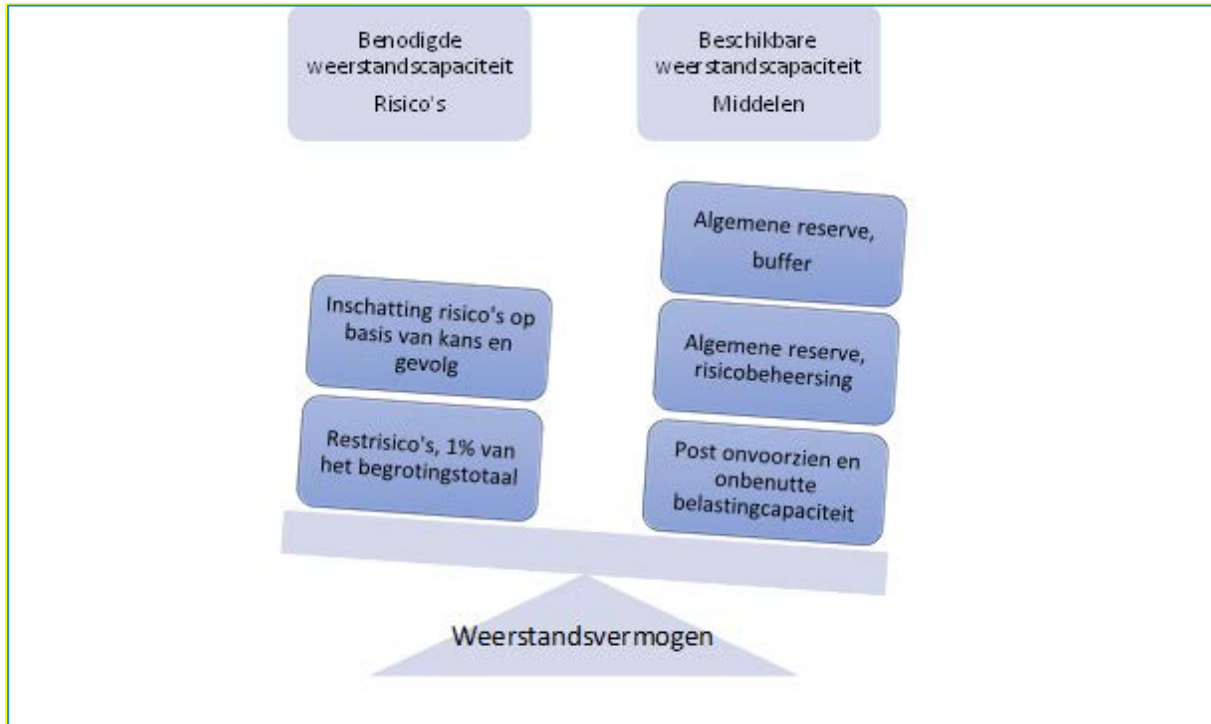 Benodigde
weerstandscapaciteit
Risico's
Beschikbare
weerstandscapaciteit
Middelen
Inschatting risico's op
basis van kans en
gevolg
Restrisico's, 1% van
het begrotingstotaal
Algemene reserve,
buffer
Algemene reserve,
risicobeheersing
Post onvoorzien en
onbenutte
belastingcapaciteit
Weerstandsvermogen